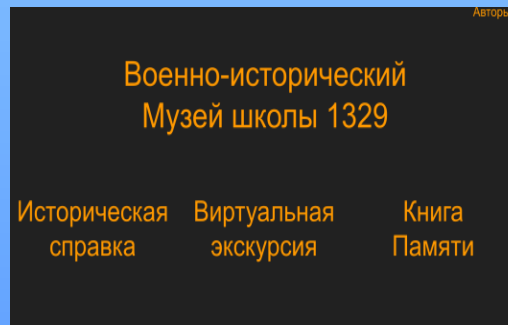 Авторы
Военно-исторический
Музей школы 1329
Историческая Виртуальная Книга
справка экскурсия Памяти